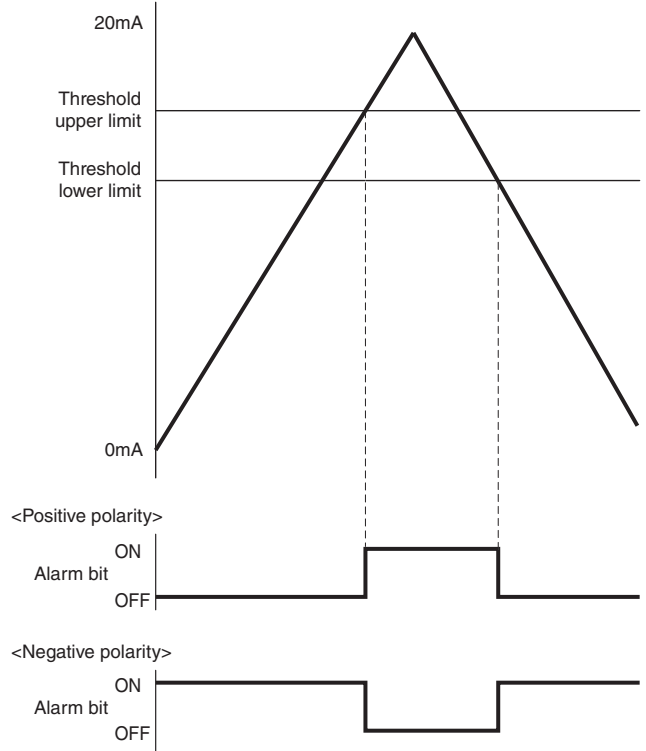 20mA
Threshold
upper limit
Threshold
lower limit
0mA
<Positive polarity>
ON
Alarm bit
OFF
<Negative polarity>
ON
Alarm bit
OFF